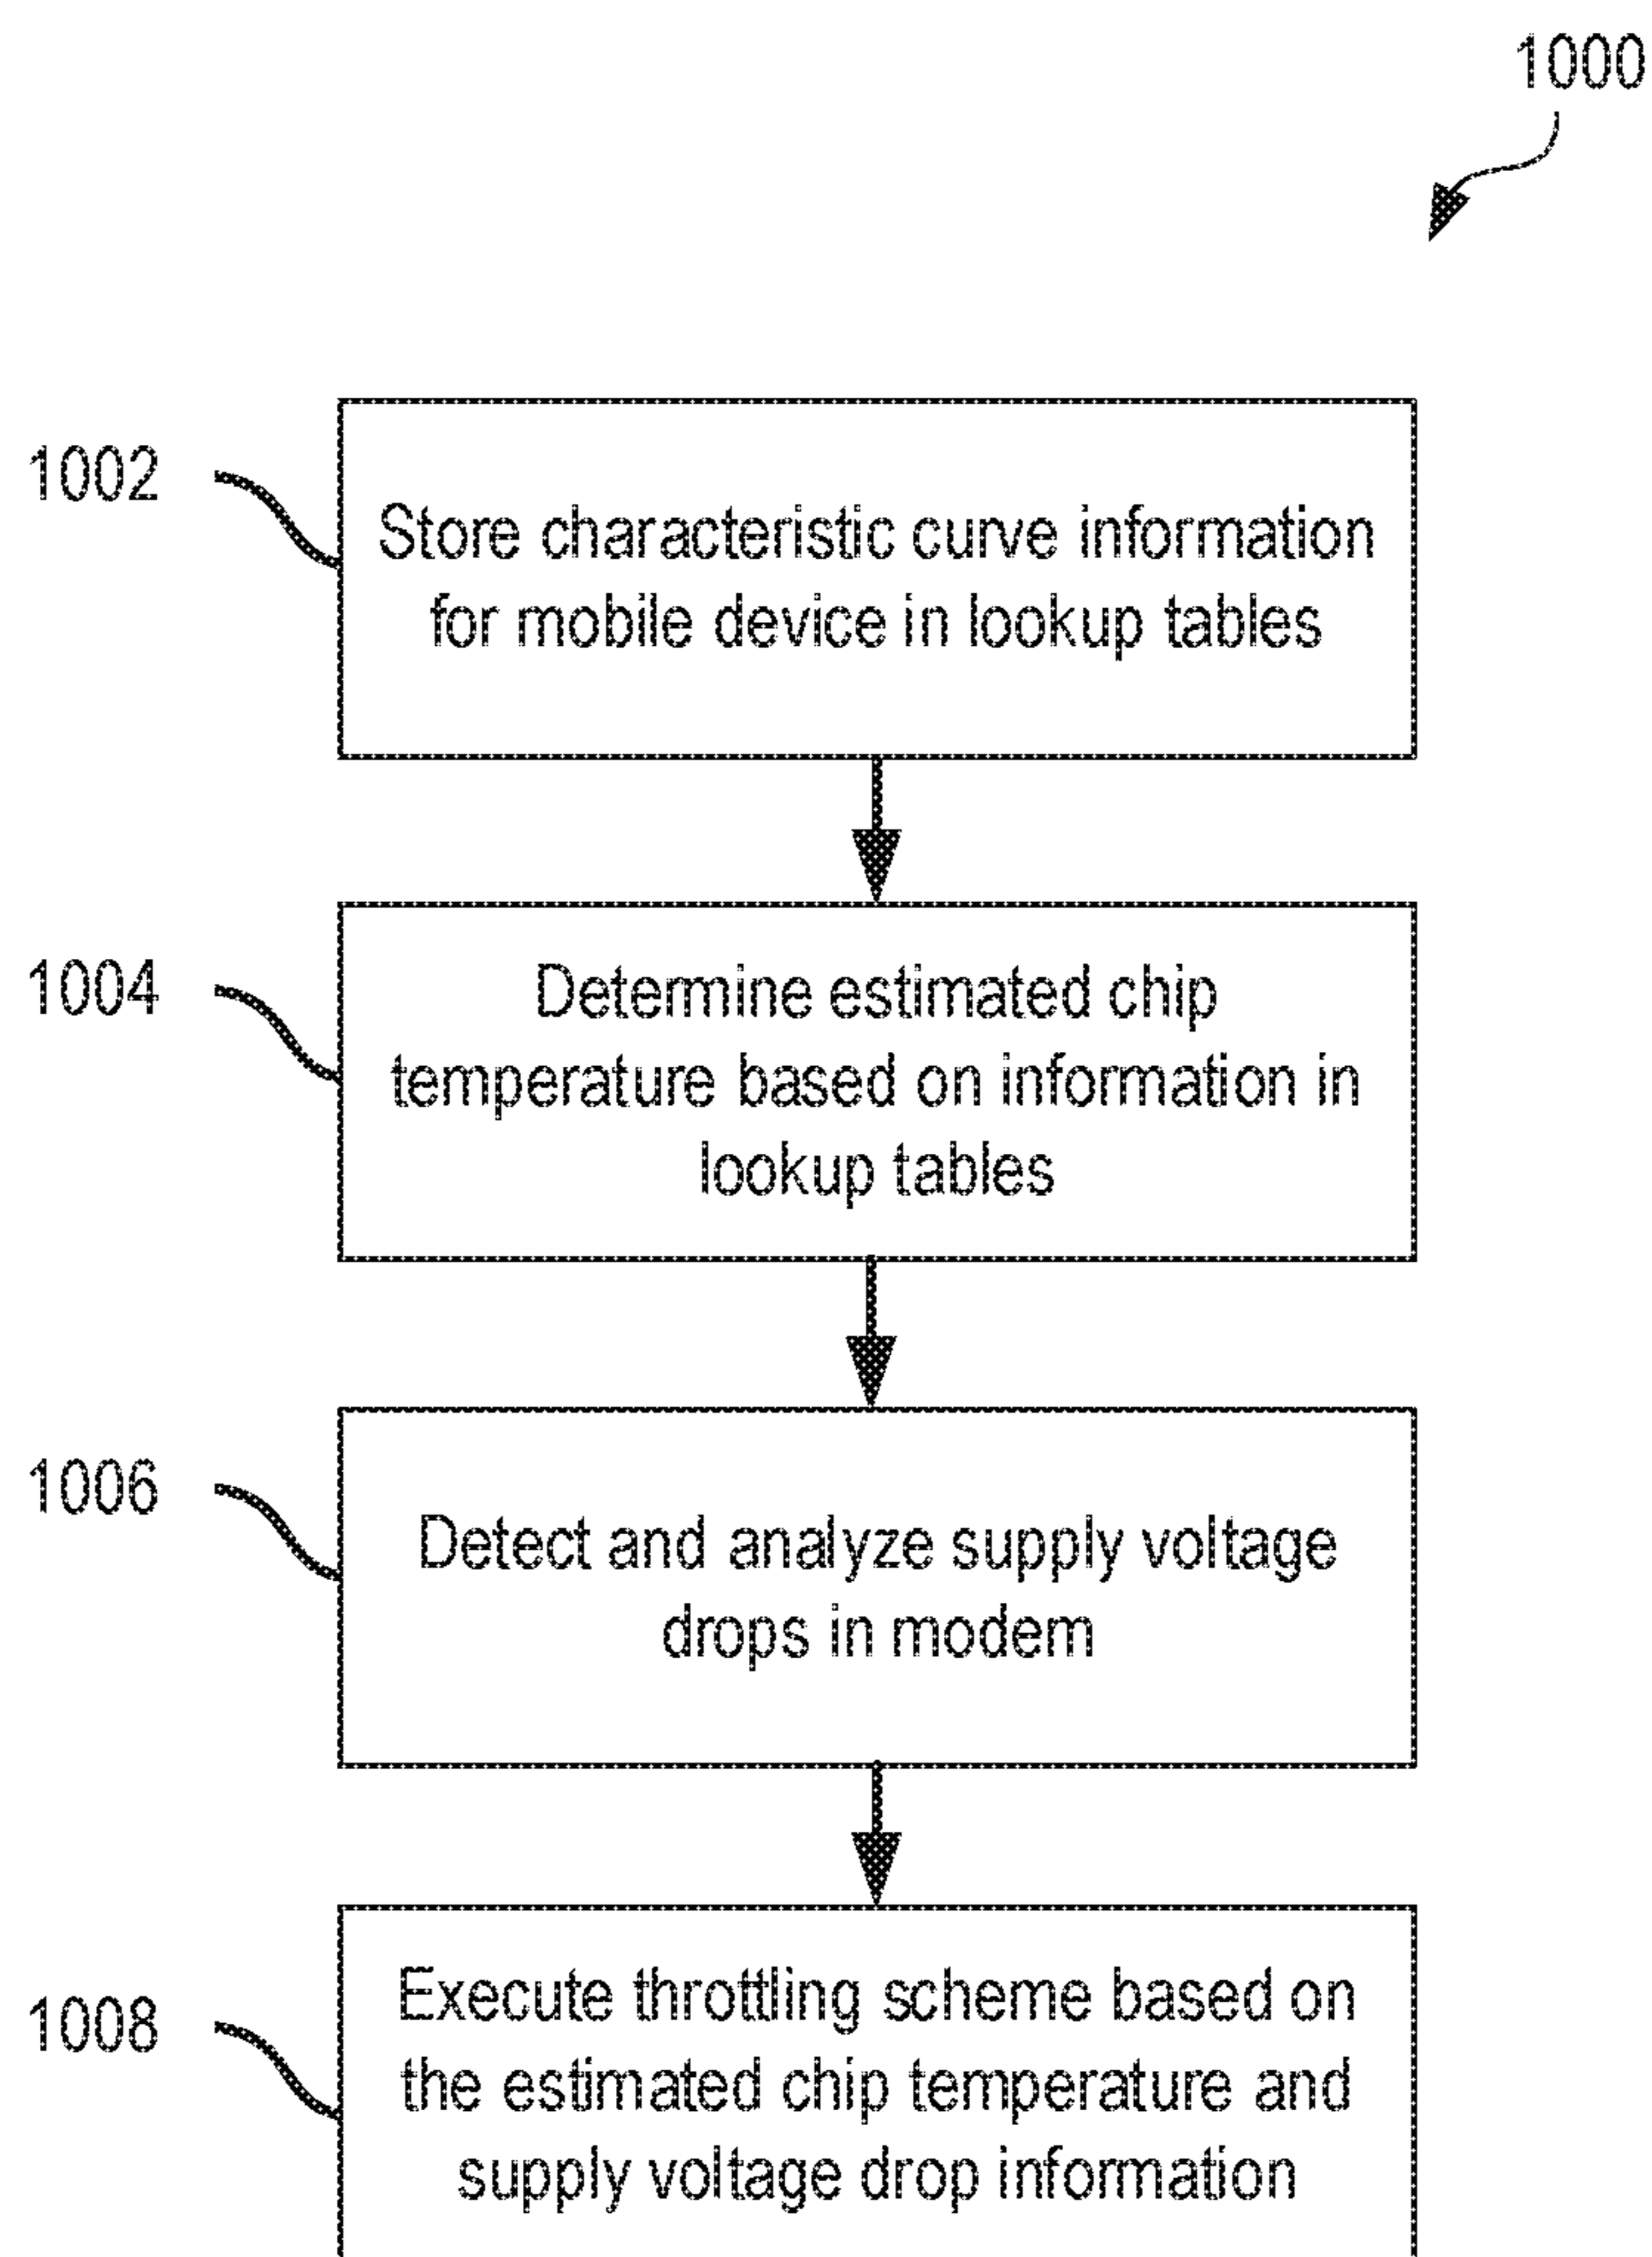 1000
1002
Store characteristic curve information
for mobile device in lookup tables
1004
Determine estimated chip
temperature based on information in
lookup tables
1006
Detect and analyze supply voltage
drops in modem
1008
Execute throttling scheme based on
the estimated chip temperature and
supply voltage drop information